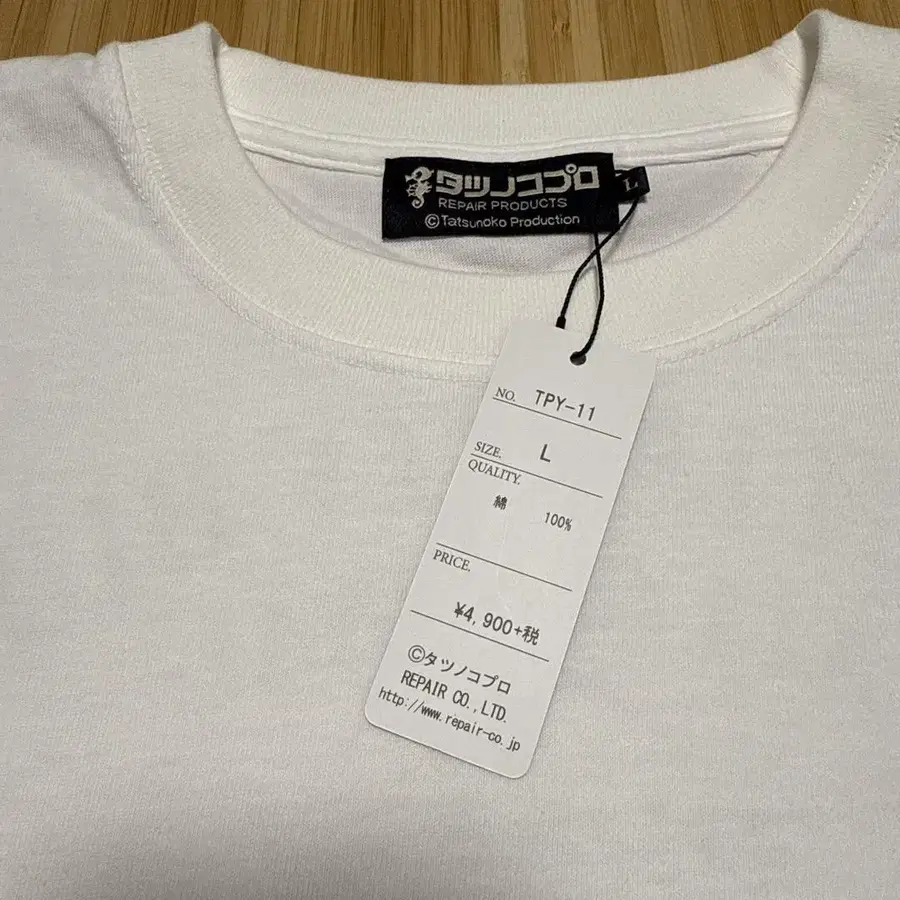 タツノコプロ
REPAIR PRODUCTS
©Tatsunoko Production
L
NO. TPY-11
SIZE. L
QUALITY.
綿 100%
PRICE.
¥4,900+税
©タツノコプロ
REPAIR CO.,LTD.
http://www.repair-co.jp